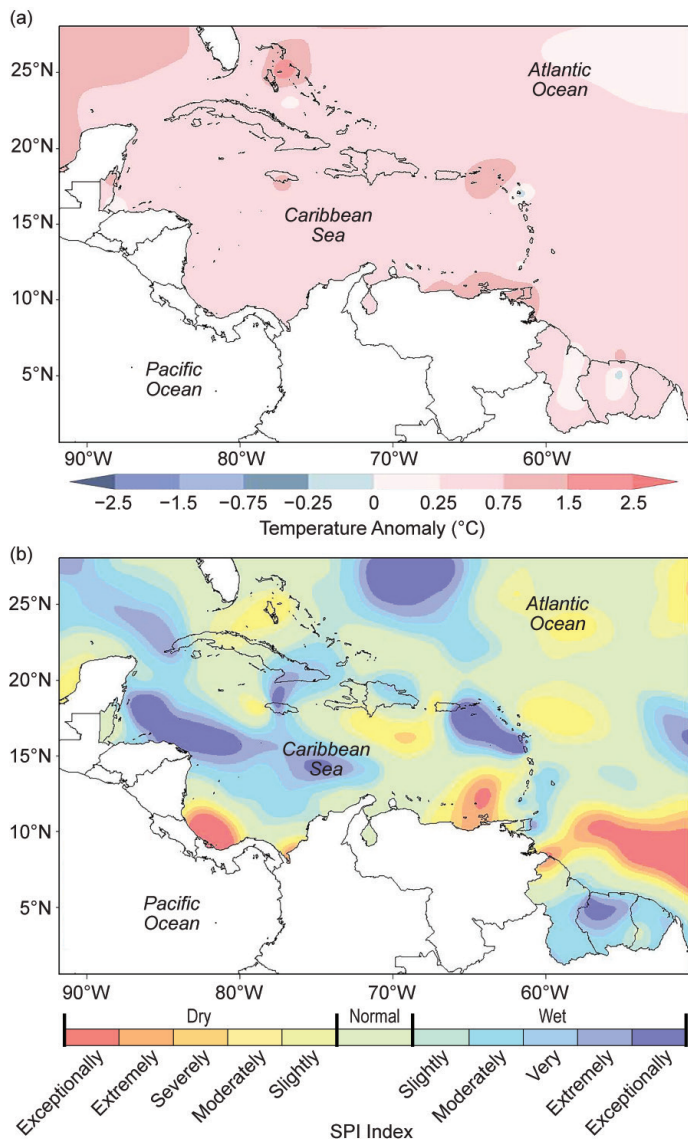 (a)
25°N
20°N
15°N
10°N
5°N
Atlantic
Ocean
Caribbean
Sea
Pacific
Ocean
90°W 80°W 70°W 60°W
−2.5 −1.5 −0.75 −0.25 0 0.25 0.75 1.5 2.5
Temperature Anomaly (°C)
(b)
25°N
20°N
15°N
10°N
5°N
Atlantic
Ocean
Caribbean
Sea
Pacific
Ocean
90°W 80°W 70°W 60°W
Dry Normal Wet
Exceptionally Extremely Severely Moderately Slightly Slightly Moderately Very Extremely Exceptionally
SPI Index